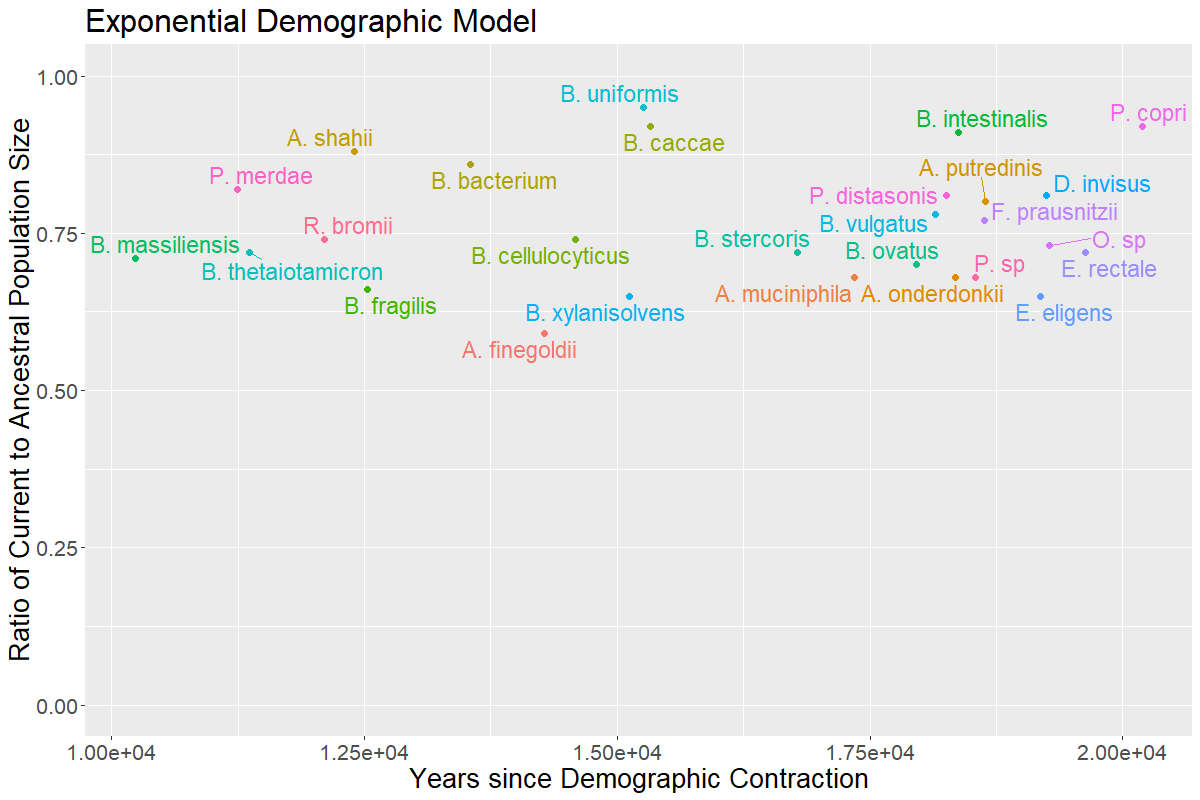 Exponential Demographic Model
Ratio of Current to Ancestral Population Size
1.00
0.75
0.50
0.25
0.00
B. uniformis
B. caccae
A. shahii
B. intestinalis
P. copri
P. merdae
B. bacterium
A. putredinis
D. invisus
P. distasonis
F. prausnitzii
R. bromii
B. vulgatus
B. massiliensis
B. stercoris
O. sp
B. cellulocyticus
B. ovatus
B. thetaiotamicron
P. sp
E. rectale
B. fragilis
A. muciniphila
A. onderdonkii
B. xylanisolvens
E. eligens
A. finegoldii
1.00e+04
1.25e+04
1.50e+04
1.75e+04
2.00e+04
Years since Demographic Contraction